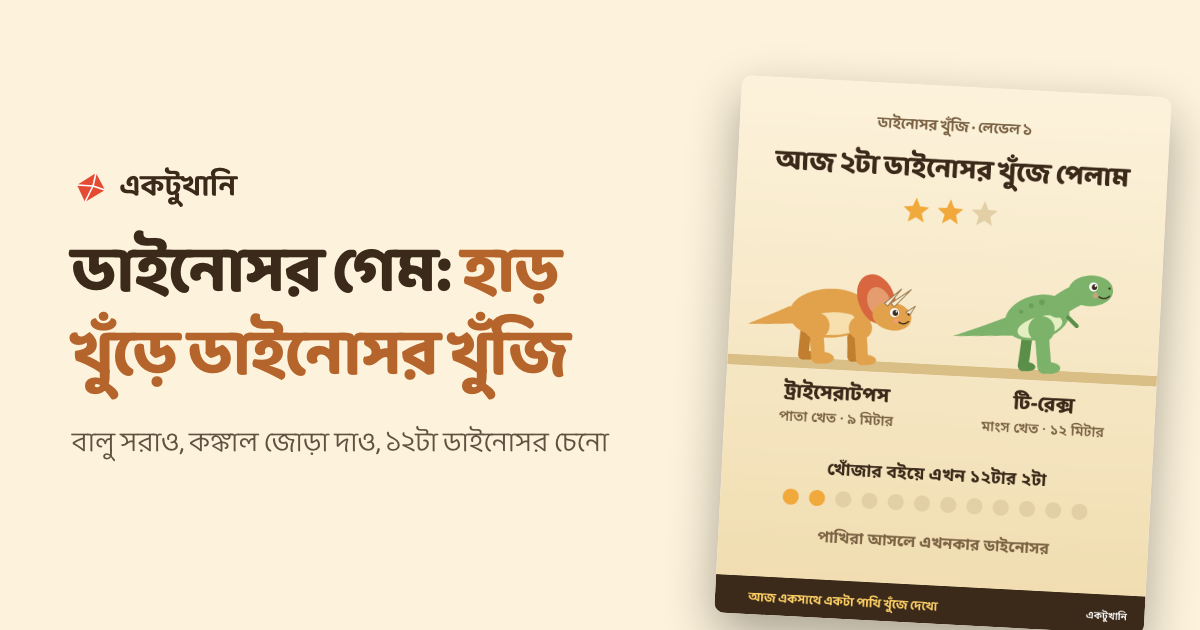 একটুখানি
ডাইনোসর গেম: হাড়
খুঁড়ে ডাইনোসর খুঁজি
বালু সরাও, কঙ্কাল জোড়া দাও, ১২টা ডাইনোসর চেনো
ডাইনোসর খুঁজি · লেভেল ১
আজ ২টা ডাইনোসর খুঁজে পেলাম
ট্রাইসেরাটপস
পাতা খেত · ৯ মিটার
টি-রেক্স
মাংস খেত · ১২ মিটার
খোঁজার বইয়ে এখন ১২টার ২টা
পাখিরা আসলে এখনকার ডাইনোসর
আজ একসাথে একটা পাখি খুঁজে দেখো
একটুখানি